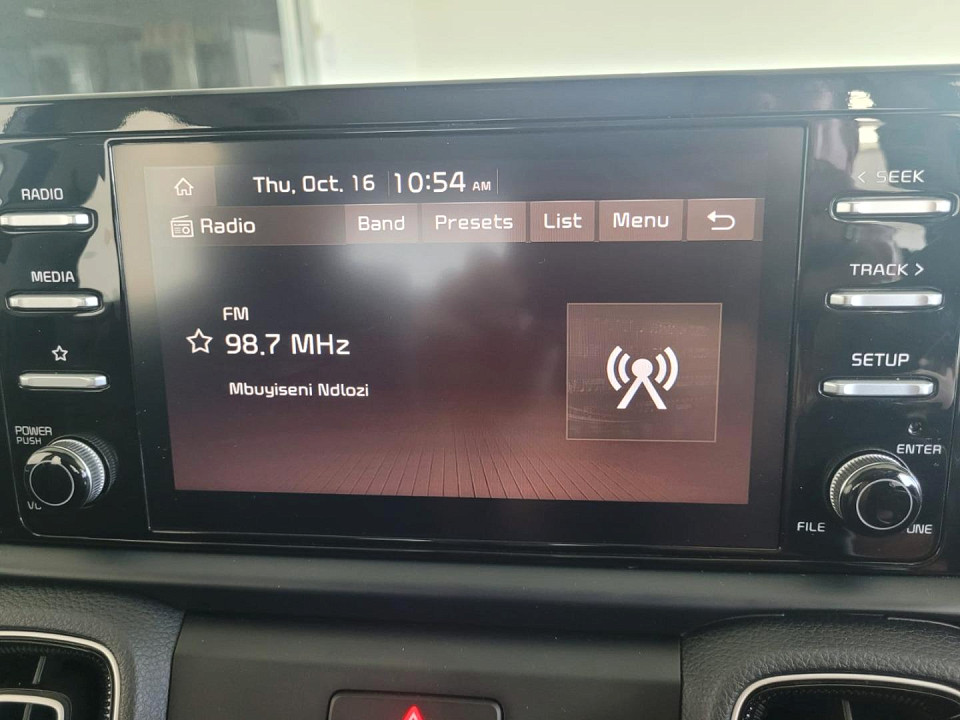 RADIO
MEDIA
POWER
PUSH
Thu, Oct. 16 10:54 AM
Radio Band Presets List Menu
FM
98.7 MHz
Mbuyiseni Ndlozi
< SEEK
TRACK >
SETUP
ENTER
FILE